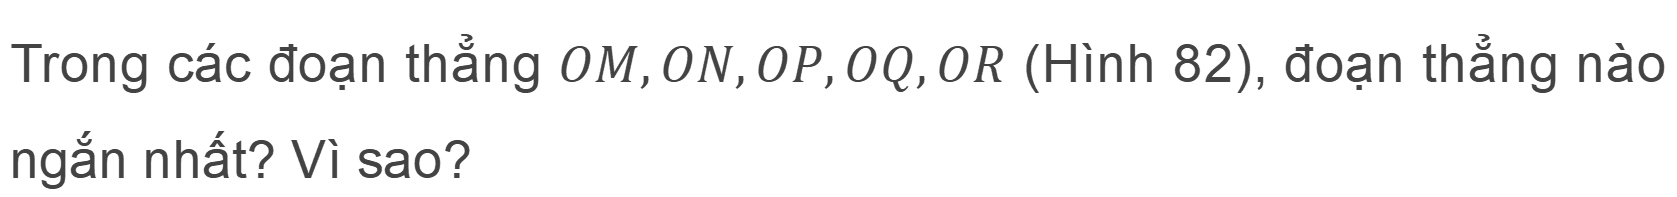 Trong các đoạn thẳng OM, ON, OP, OQ, OR (Hình 82), đoạn thẳng nào
ngắn nhất? Vì sao?